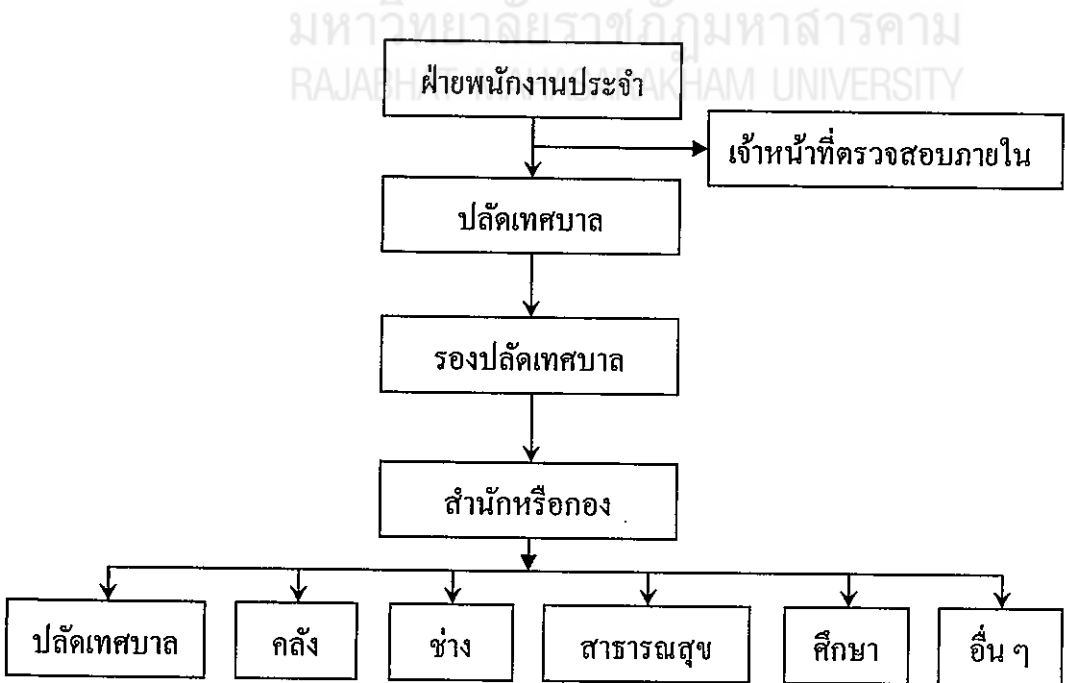 มหาวิทยาลัยราชภัฏมหาสารคาม
RAJABHAT MAHASARAKHAM UNIVERSITY
ฝ่ายพนักงานประจำ
เจ้าหน้าที่ตรวจสอบภายใน
ปลัดเทศบาล
รองปลัดเทศบาล
สำนักหรือกอง
ปลัดเทศบาล
คลัง
ช่าง
สาธารณสุข
ศึกษา
อื่น ๆ